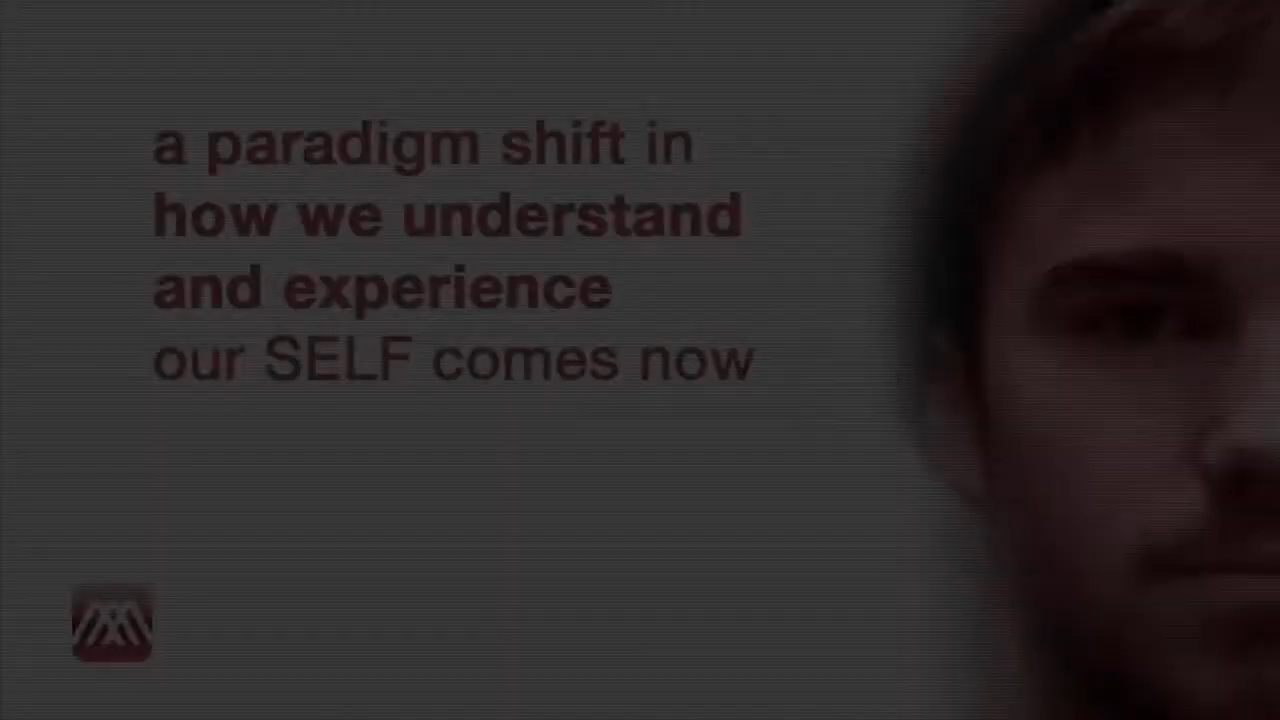 a paradigm shift in
how we understand
and experience
our SELF comes now